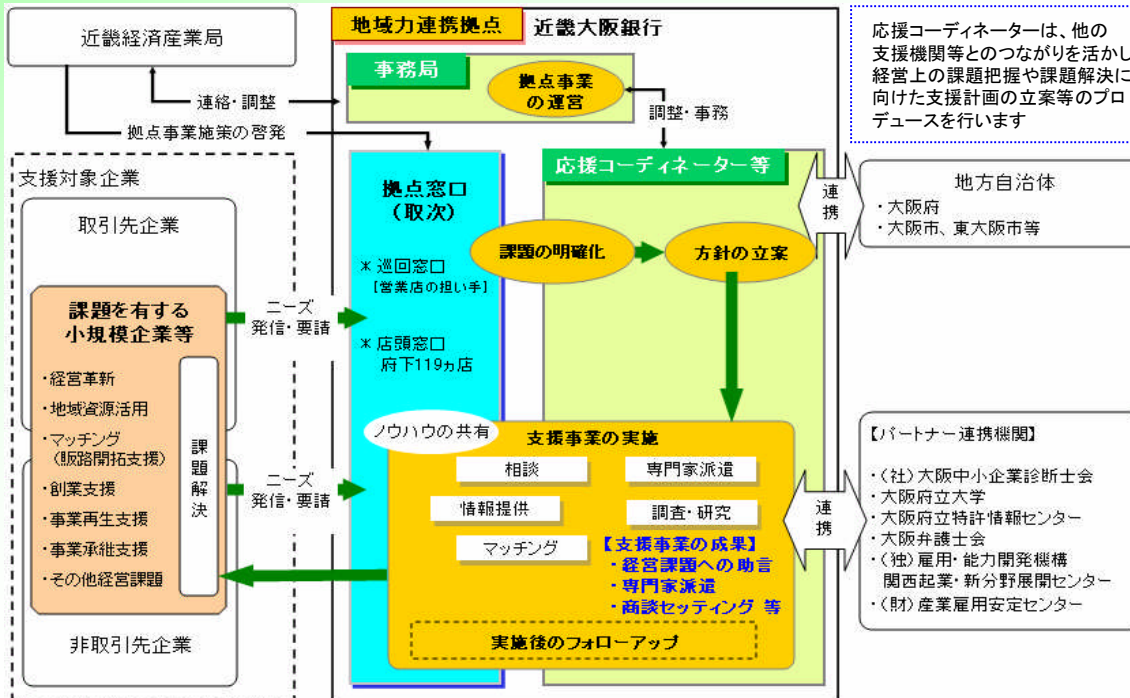 近畿経済産業局
地域力連携拠点
近畿大阪銀行
事務局
拠点事業
の運営
応援コーディネーターは、他の
支援機関等とのつながりを活かし
経営上の課題把握や課題解決に
向けた支援計画の立案等のプロ
デュースを行います
連絡・調整
拠点事業施策の啓発
調整・事務
支援対象企業
取引先企業
課題を有する
小規模企業等
・経営革新
・地域資源活用
・マッチング
(販路開拓支援)
・創業支援
・事業再生支援
・事業承継支援
・その他経営課題
課題解決
非取引先企業
ニーズ
発信・要請
ニーズ
発信・要請
拠点窓口
(取次)
* 巡回窓口
[営業店の担い手]
* 店頭窓口
府下119ヵ店
応援コーディネーター等
課題の明確化
方針の立案
連携
地方自治体
・大阪府
・大阪市、東大阪市等
ノウハウの共有
支援事業の実施
相談
専門家派遣
情報提供
調査・研究
マッチング
【支援事業の成果】
・経営課題への助言
・専門家派遣
・商談セッティング 等
実施後のフォローアップ
連携
【パートナー連携機関】
・(社)大阪中小企業診断士会
・大阪府立大学
・大阪府立特許情報センター
・大阪弁護士会
・(独)雇用・能力開発機構
関西起業・新分野展開センター
・(財)産業雇用安定センター